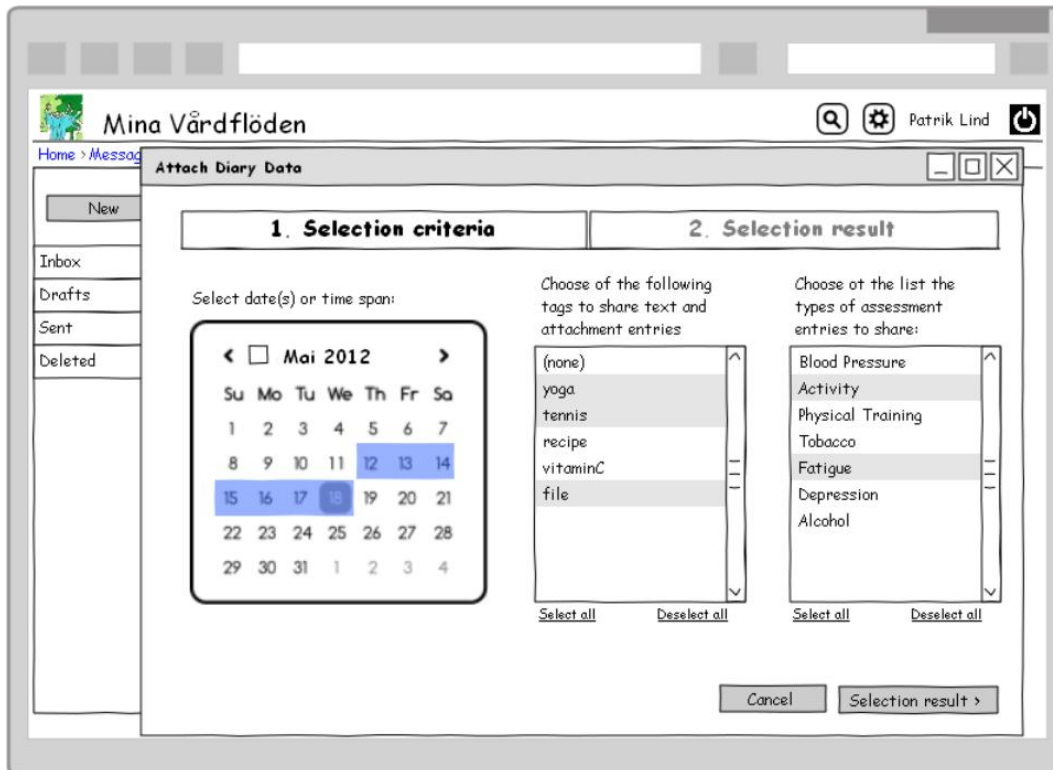 Mina Vårdflöden
Patrik Lind
Home › Messag
Attach Diary Data
New
1. Selection criteria
2. Selection result
Inbox
Drafts
Sent
Deleted
Select date(s) or time span:
Mai 2012
Su Mo Tu We Th Fr Sa
1 2 3 4 5 6 7
8 9 10 11 12 13 14
15 16 17 18 19 20 21
22 23 24 25 26 27 28
29 30 31 1 2 3 4
Choose of the following
tags to share text and
attachment entries
(none)
yoga
tennis
recipe
vitaminC
file
Select all
Deselect all
Choose ot the list the
types of assessment
entries to share:
Blood Pressure
Activity
Physical Training
Tobacco
Fatigue
Depression
Alcohol
Select all
Deselect all
Cancel
Selection result ›